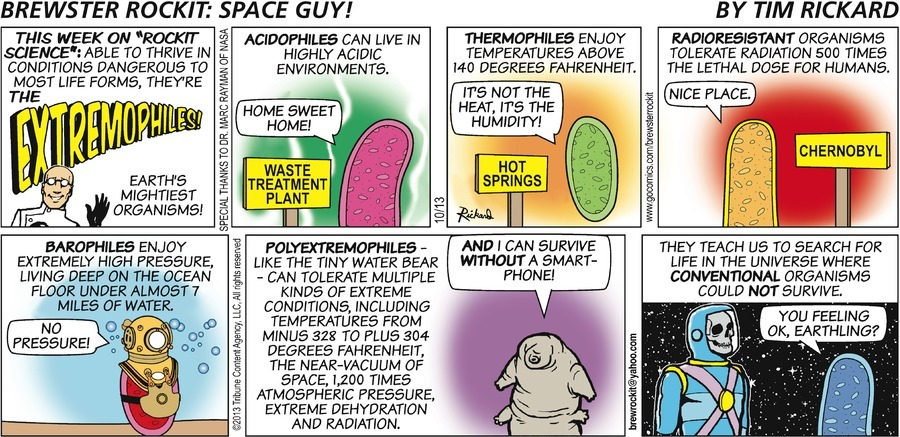 BREWSTER ROCKIT: SPACE GUY!
BY TIM RICKARD
THIS WEEK ON "ROCKIT
SCIENCE": ABLE TO THRIVE IN
CONDITIONS DANGEROUS TO
MOST LIFE FORMS, THEY'RE
THE
EXTREMOPHILES!
EARTH'S
MIGHTIEST
ORGANISMS!
SPECIAL THANKS TO DR. MARC RAYMAN OF NASA
ACIDOPHILES CAN LIVE IN
HIGHLY ACIDIC
ENVIRONMENTS.
HOME SWEET
HOME!
WASTE
TREATMENT
PLANT
10/13
THERMOPHILES ENJOY
TEMPERATURES ABOVE
140 DEGREES FAHRENHEIT.
IT'S NOT THE
HEAT, IT'S THE
HUMIDITY!
HOT
SPRINGS
Rickard
www.gocomics.com/brewsterrockit
RADIORESISTANT ORGANISMS
TOLERATE RADIATION 500 TIMES
THE LETHAL DOSE FOR HUMANS.
NICE PLACE.
CHERNOBYL
BAROPHILES ENJOY
EXTREMELY HIGH PRESSURE,
LIVING DEEP ON THE OCEAN
FLOOR UNDER ALMOST 7
MILES OF WATER.
NO
PRESSURE!
©2013 Tribune Content Agency, LLC, All rights reserved
POLYEXTREMOPHILES –
LIKE THE TINY WATER BEAR
– CAN TOLERATE MULTIPLE
KINDS OF EXTREME
CONDITIONS, INCLUDING
TEMPERATURES FROM
MINUS 328 TO PLUS 304
DEGREES FAHRENHEIT,
THE NEAR-VACUUM OF
SPACE, 1,200 TIMES
ATMOSPHERIC PRESSURE,
EXTREME DEHYDRATION
AND RADIATION.
AND I CAN SURVIVE
WITHOUT A SMART-
PHONE!
brewrockit@yahoo.com
THEY TEACH US TO SEARCH FOR
LIFE IN THE UNIVERSE WHERE
CONVENTIONAL ORGANISMS
COULD NOT SURVIVE.
YOU FEELING
OK, EARTHLING?